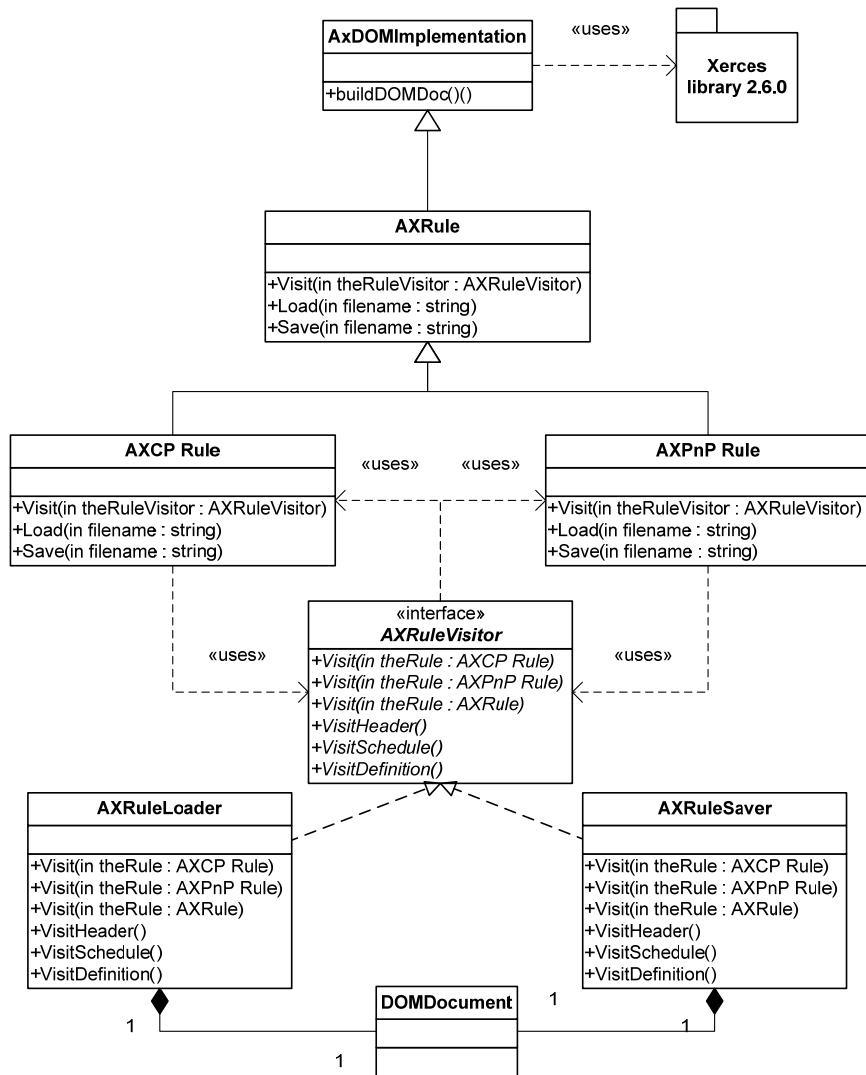 AxDOMImplementation
+buildDOMDoc()()
«uses»
Xerces
library 2.6.0
AXRule
+Visit(in theRuleVisitor : AXRuleVisitor)
+Load(in filename : string)
+Save(in filename : string)
AXCP Rule
+Visit(in theRuleVisitor : AXRuleVisitor)
+Load(in filename : string)
+Save(in filename : string)
«uses»
«uses»
AXPnP Rule
+Visit(in theRuleVisitor : AXRuleVisitor)
+Load(in filename : string)
+Save(in filename : string)
«uses»
«interface»
AXRuleVisitor
+Visit(in theRule : AXCP Rule)
+Visit(in theRule : AXPnP Rule)
+Visit(in theRule : AXRule)
+VisitHeader()
+VisitSchedule()
+VisitDefinition()
«uses»
AXRuleLoader
+Visit(in theRule : AXCP Rule)
+Visit(in theRule : AXPnP Rule)
+Visit(in theRule : AXRule)
+VisitHeader()
+VisitSchedule()
+VisitDefinition()
AXRuleSaver
+Visit(in theRule : AXCP Rule)
+Visit(in theRule : AXPnP Rule)
+Visit(in theRule : AXRule)
+VisitHeader()
+VisitSchedule()
+VisitDefinition()
DOMDocument
1
1
1
1